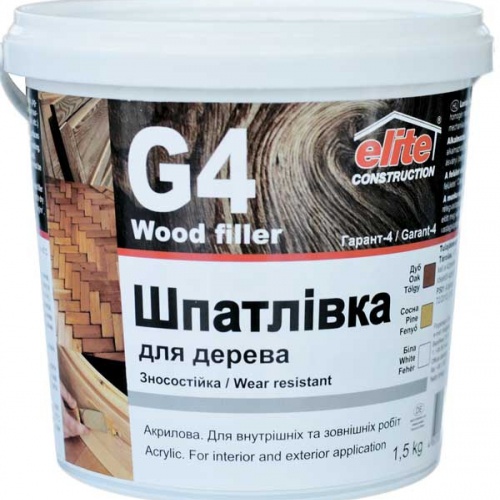 elite
CONSTRUCTION
G4
Wood filler
Гарант-4 / Garant-4
Шпатлівка
для дерева
Зносостійка / Wear resistant
Дуб
Oak
Tölgy
Сосна
Pine
Fenyő
Біла
White
Fehér
Акрилова. Для внутрішніх та зовнішніх робіт
Acrylic. For interior and exterior application
1,5 kg